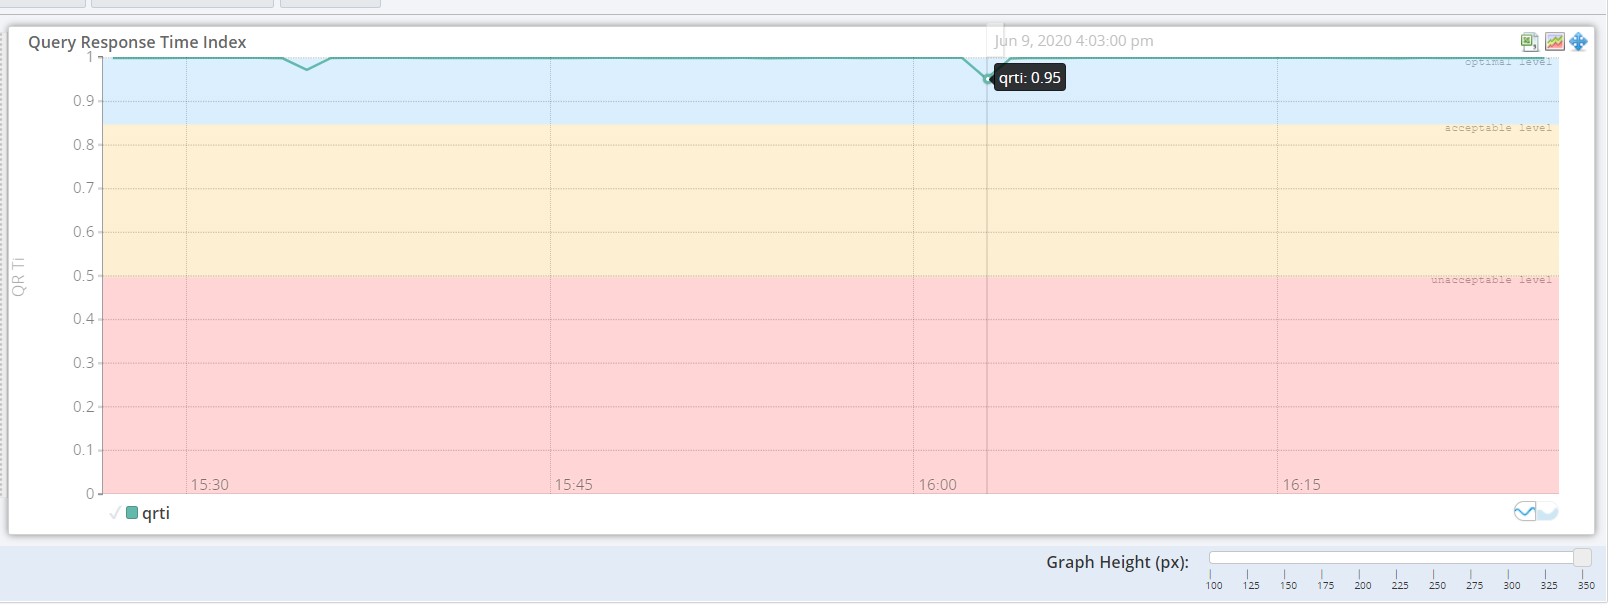 Query Response Time Index
Jun 9, 2020 4:03:00 pm
1
optimal level
qrti: 0.95
0.9
acceptable level
0.8
0.7
0.6
QR Ti
0.5
unacceptable level
0.4
0.3
0.2
0.1
0
15:30 15:45 16:00 16:15
qrti
Graph Height (px):
100 125 150 175 200 225 250 275 300 325 350